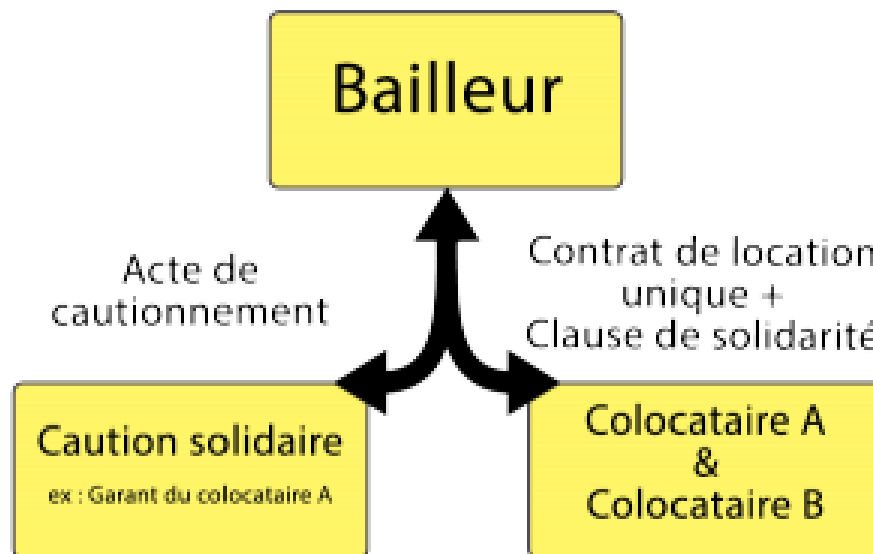 Bailleur
Acte de
cautionnement
Contrat de location
unique +
Clause de solidarité
Caution solidaire
ex : Garant du colocataire A
Colocataire A
&
Colocataire B